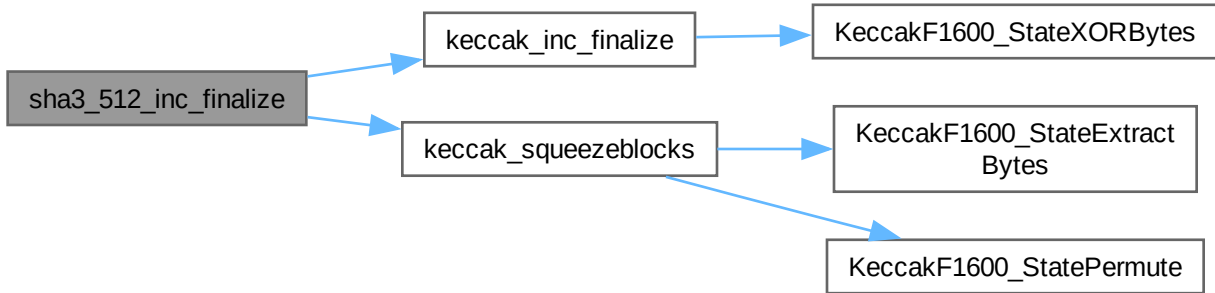 sha3_512_inc_finalize
keccak_inc_finalize
KeccakF1600_StateXORBytes
keccak_squeezeblocks
KeccakF1600_StateExtract
Bytes
KeccakF1600_StatePermute